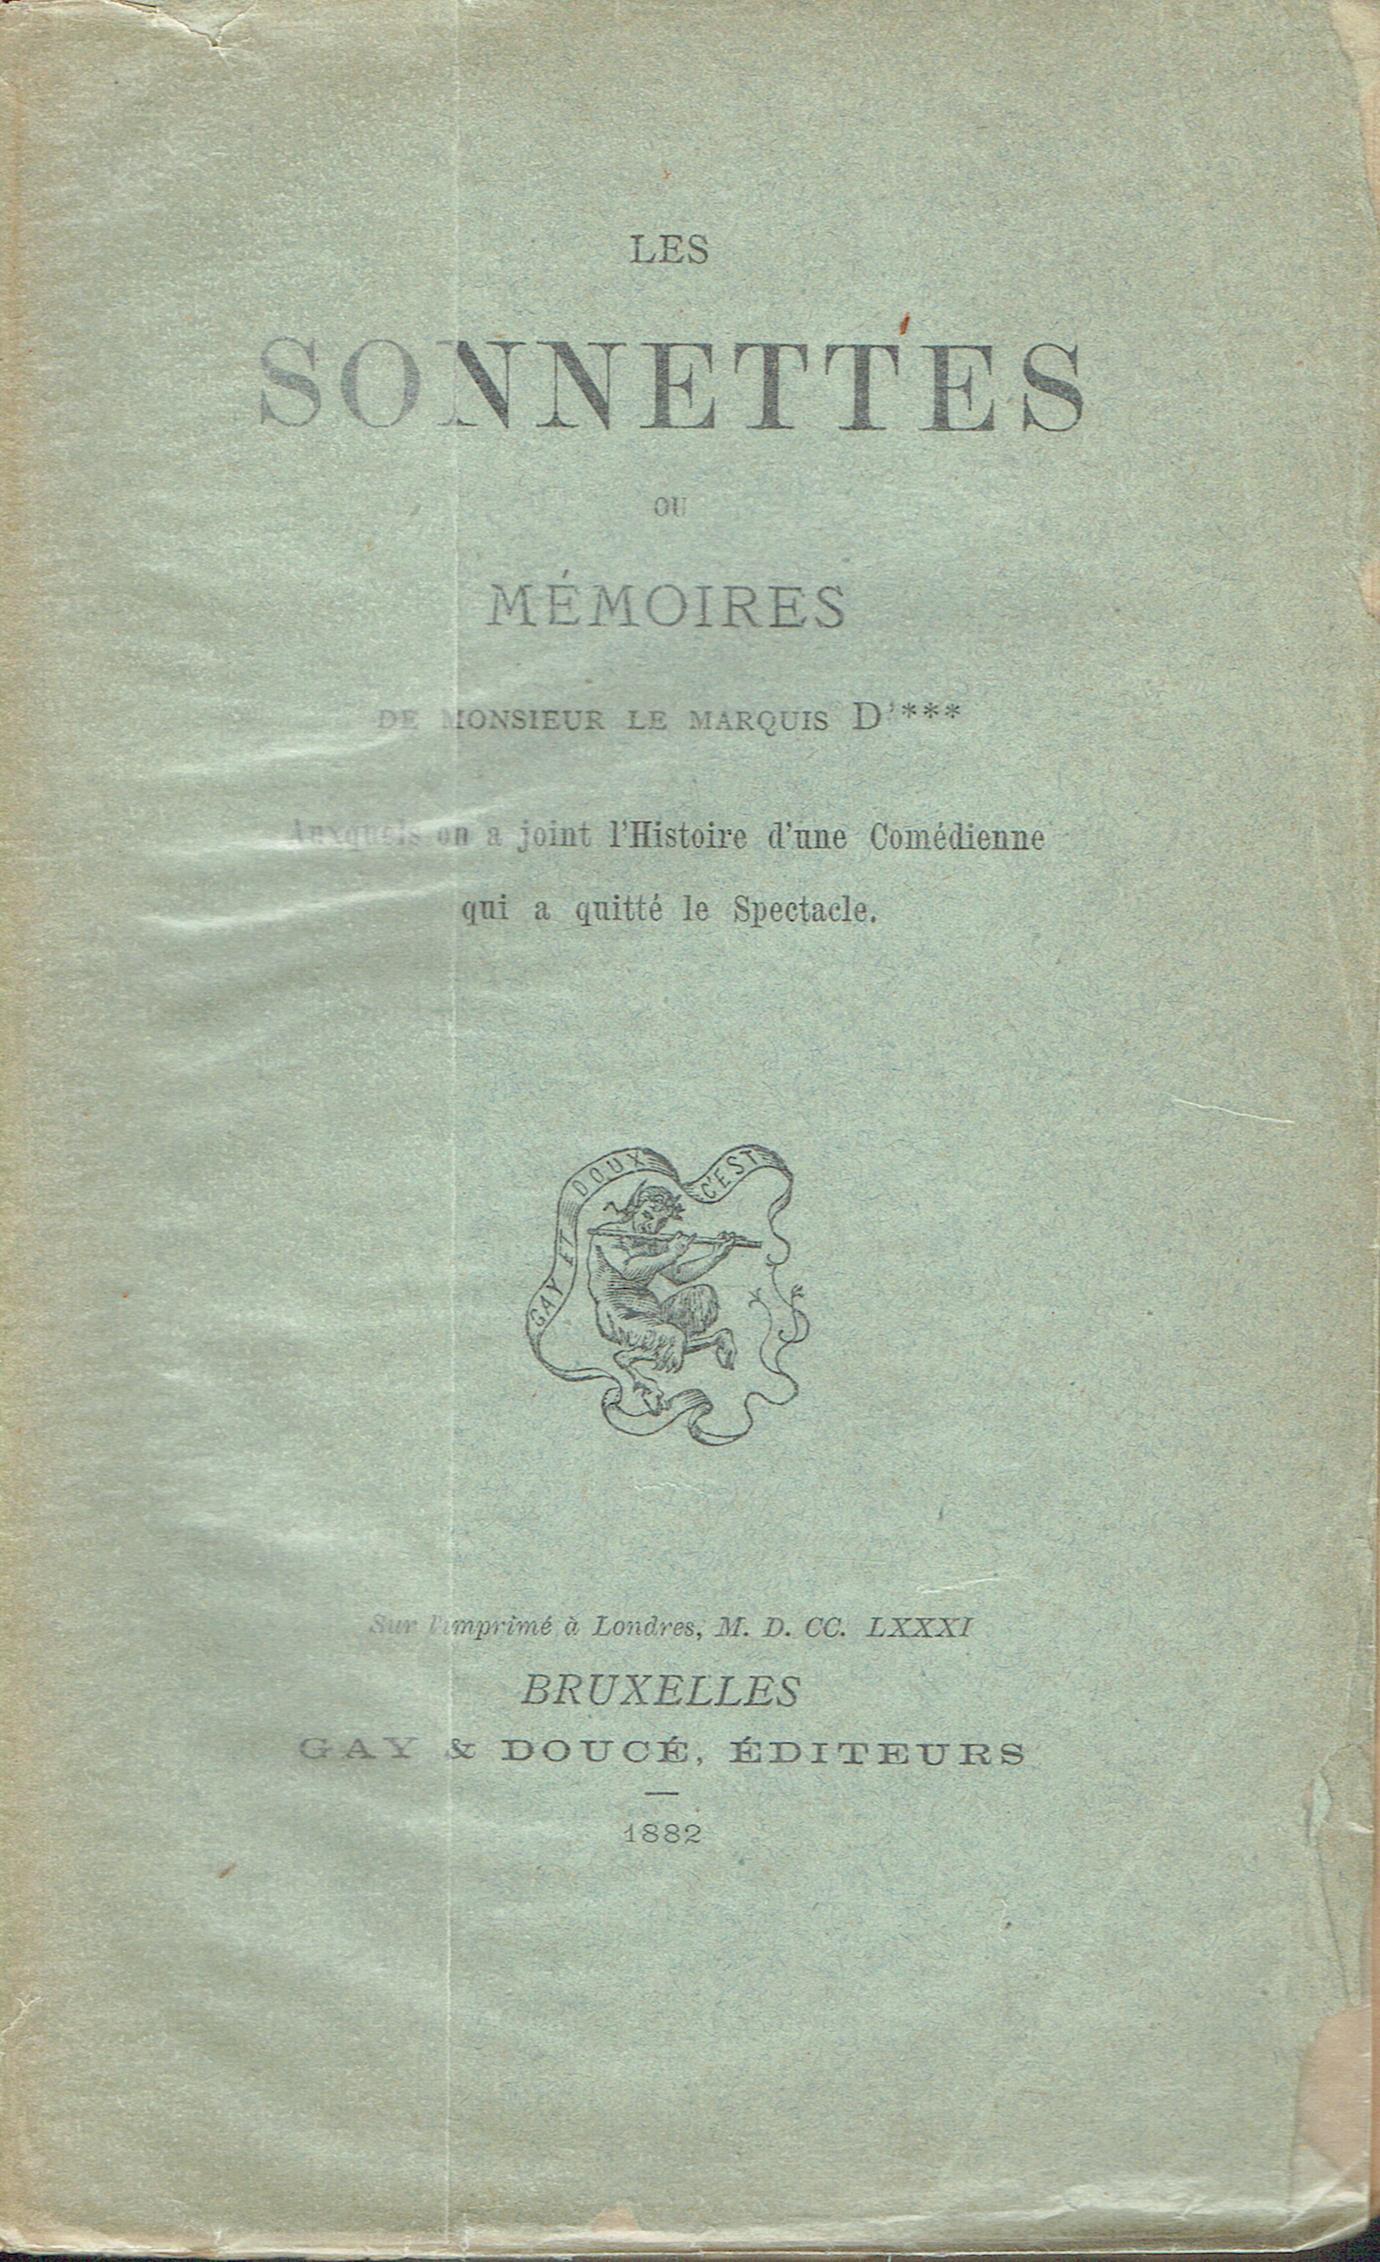 LES
SONNETTES
OU
MÉMOIRES
DE MONSIEUR LE MARQUIS D'***
Auxquels on a joint l'Histoire d'une Comédienne
qui a quitté le Spectacle.
C'EST
GAY ET DOUX
Sur l'imprimé à Londres, M. D. CC. LXXXI
BRUXELLES
GAY & DOUCÉ, ÉDITEURS
1882